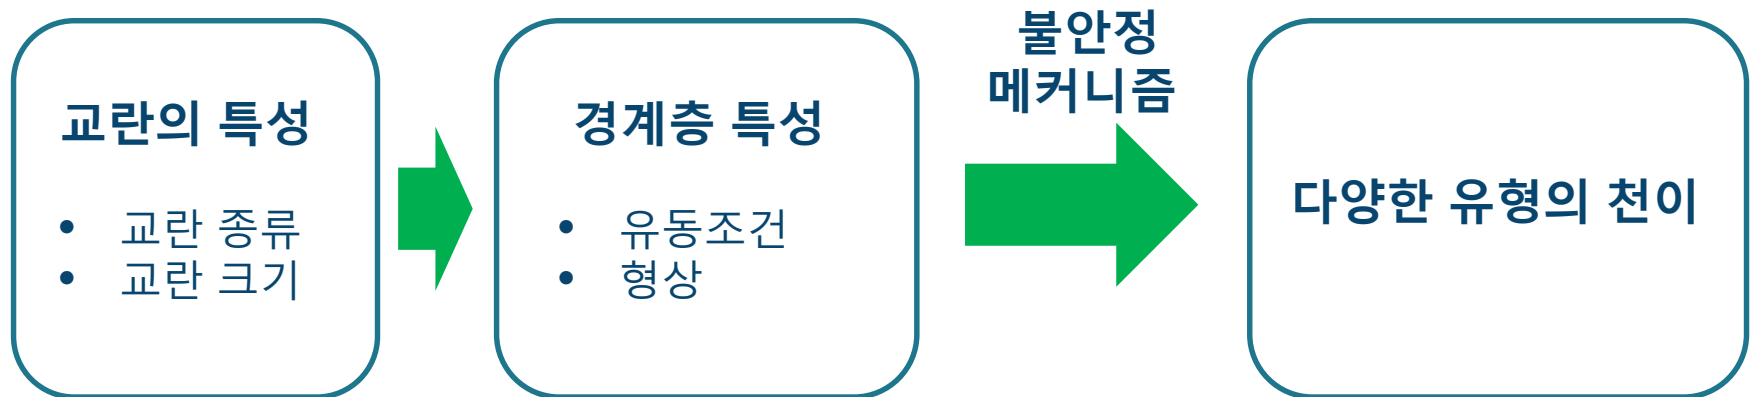 교란의 특성
• 교란 종류
• 교란 크기
경계층 특성
• 유동조건
• 형상
불안정
메커니즘
다양한 유형의 천이